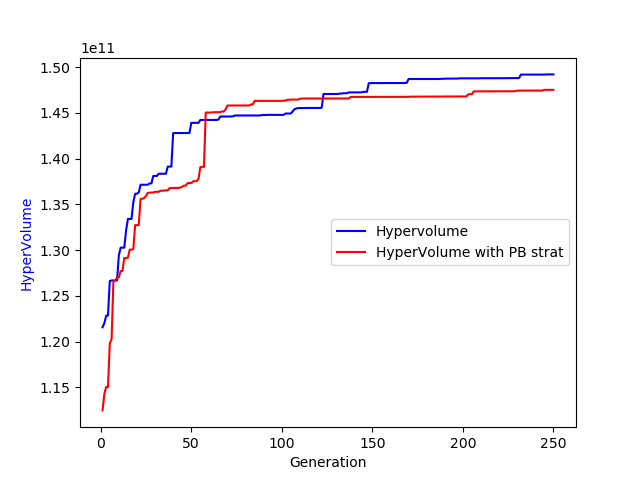 1e11
1.50
1.45
1.40
1.35
1.30
1.25
1.20
1.15
HyperVolume
Hypervolume
HyperVolume with PB strat
0 50 100 150 200 250
Generation